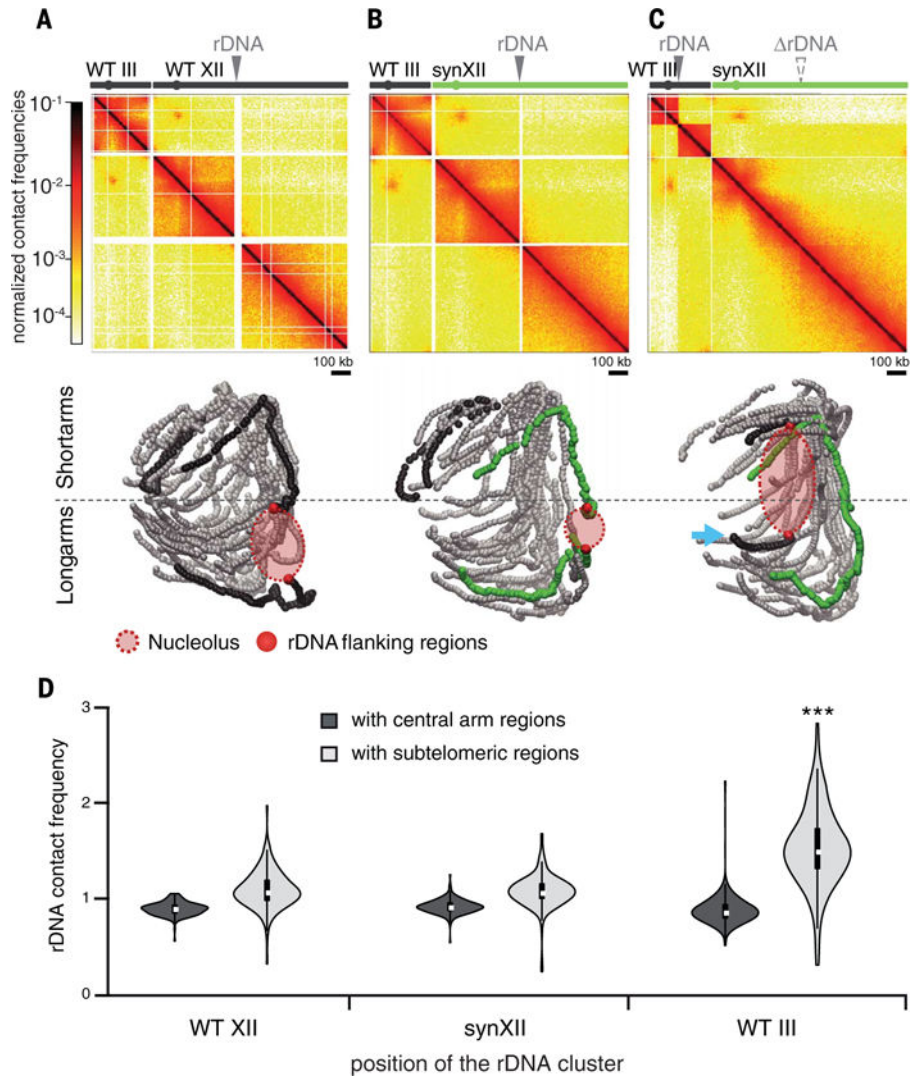 A
B
C
rDNA
rDNA
rDNA
ΔrDNA
WT III
WT XII
WT III
synXII
WT III
synXII
normalized contact frequencies
10-1
10-2
10-3
10-4
100 kb
100 kb
100 kb
Shortarms
Longarms
Nucleolus
rDNA flanking regions
D
rDNA contact frequency
3
2
1
0
with central arm regions
with subtelomeric regions
***
WT XII
synXII
WT III
position of the rDNA cluster